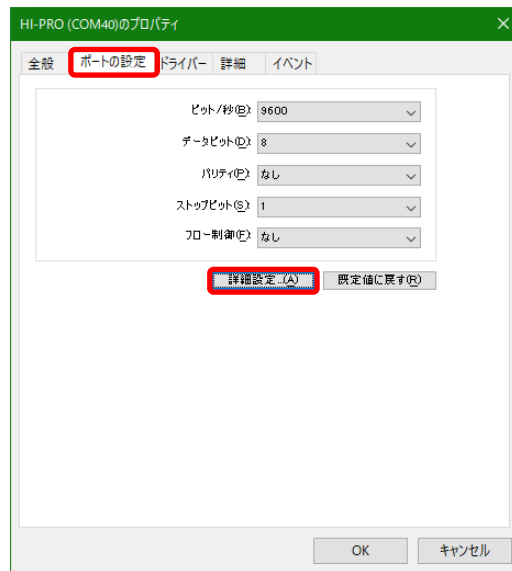 HI-PRO (COM40)のプロパティ
全般 ポートの設定 ドライバー 詳細 イベント
ビット/秒(B): 9600
データ ビット(D): 8
パリティ(P): なし
ストップ ビット(S): 1
フロー制御(F): なし
詳細設定...(A) 既定値に戻す(R)
OK キャンセル